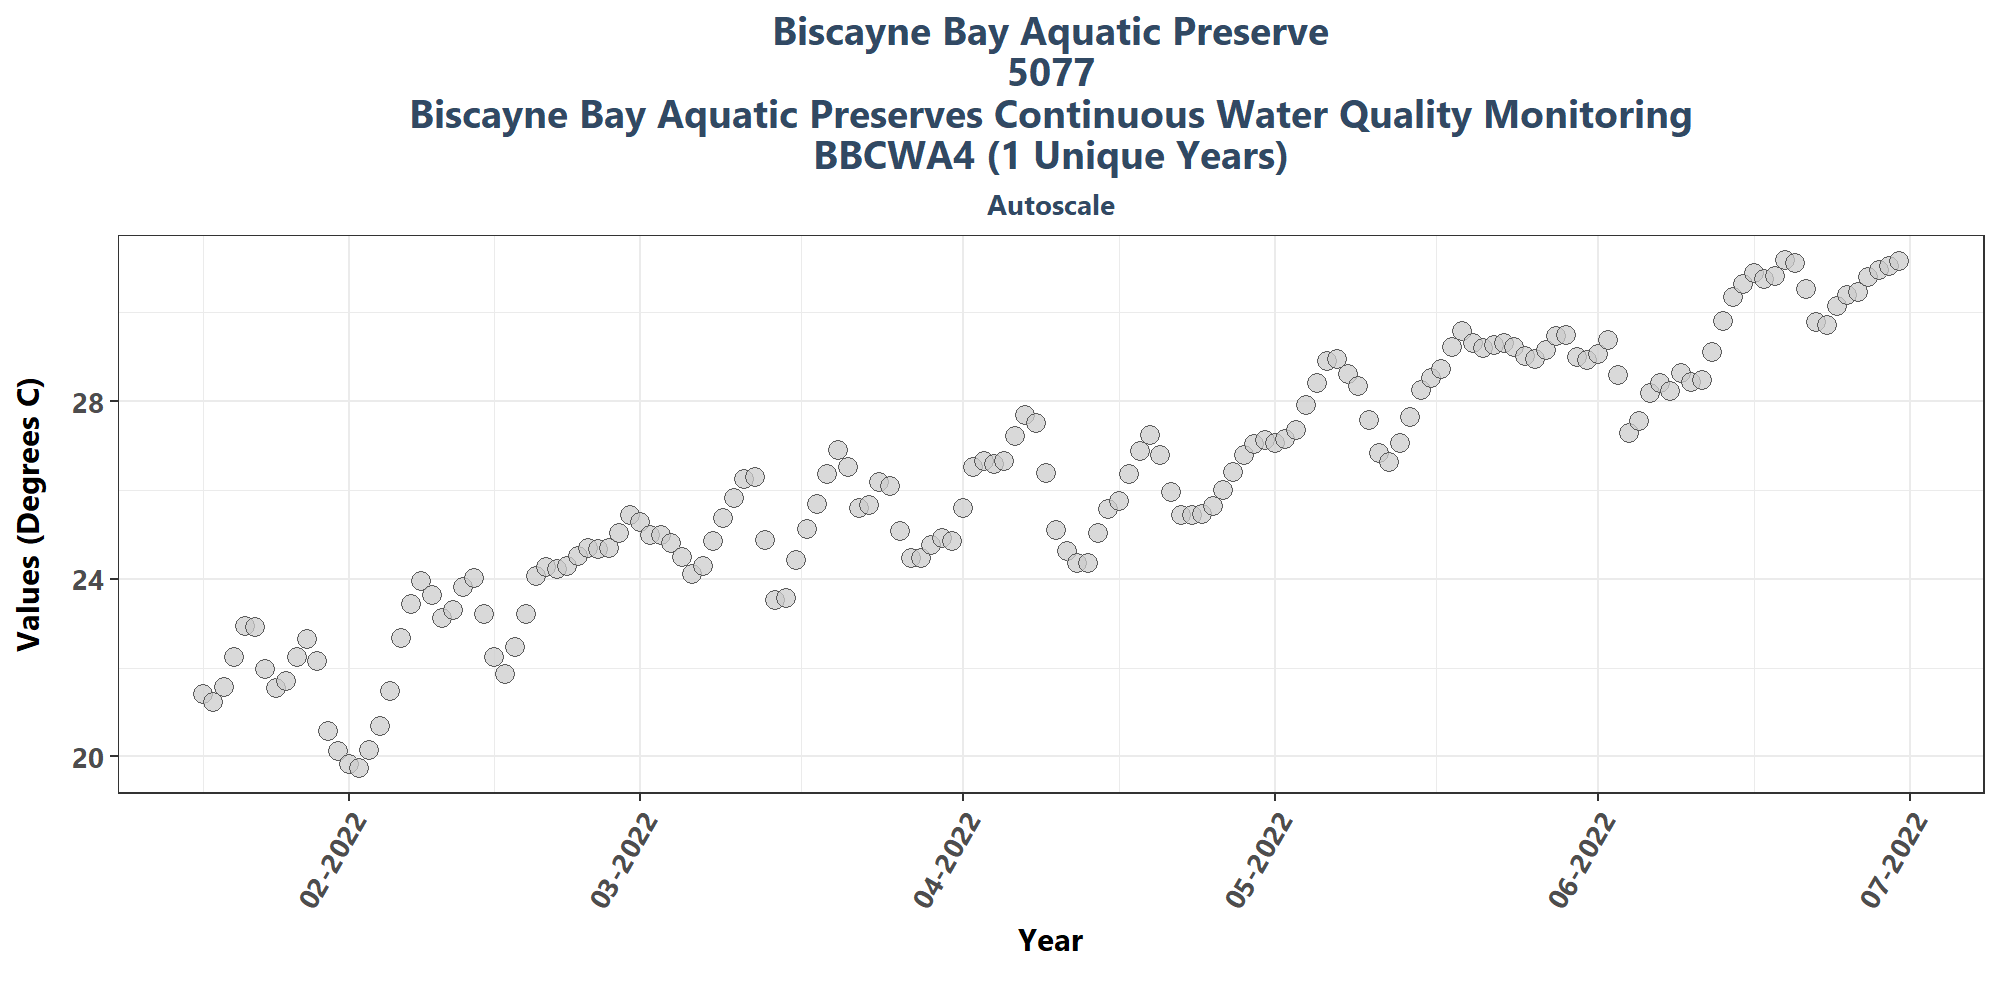 Biscayne Bay Aquatic Preserve
5077
Biscayne Bay Aquatic Preserves Continuous Water Quality Monitoring
BBCWA4 (1 Unique Years)
Autoscale
Values (Degrees C)
28
24
20
02-2022
03-2022
04-2022
05-2022
06-2022
07-2022
Year